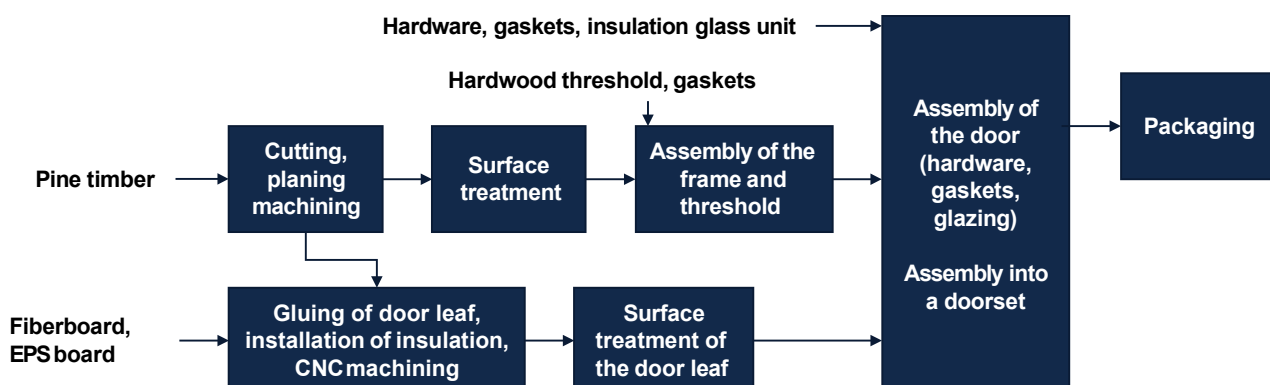 Hardware, gaskets, insulation glass unit
Hardwood threshold, gaskets
Pine timber
Cutting,
planing
machining
Surface
treatment
Assembly of the
frame and
threshold
Assembly of
the door
(hardware,
gaskets,
glazing)
Assembly into
a doorset
Packaging
Fiberboard,
EPS board
Gluing of door leaf,
installation of insulation,
CNC machining
Surface
treatment of
the door leaf